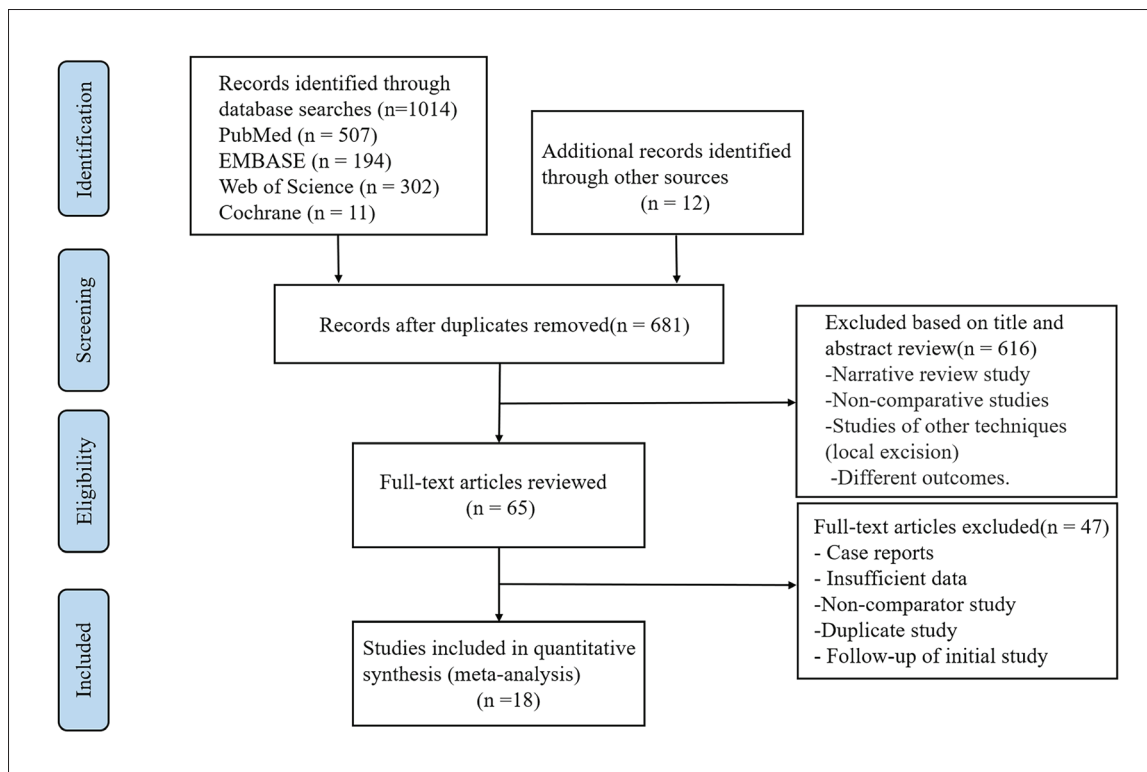 Identification
Records identified through
database searches (n=1014)
PubMed (n = 507)
EMBASE (n = 194)
Web of Science (n = 302)
Cochrane (n = 11)
Additional records identified
through other sources
(n = 12)
Screening
Records after duplicates removed(n = 681)
Excluded based on title and
abstract review(n = 616)
-Narrative review study
-Non-comparative studies
-Studies of other techniques
(local excision)
-Different outcomes.
Eligibility
Full-text articles reviewed
(n = 65)
Full-text articles excluded(n = 47)
- Case reports
- Insufficient data
-Non-comparator study
-Duplicate study
- Follow-up of initial study
Included
Studies included in quantitative
synthesis (meta-analysis)
(n =18)